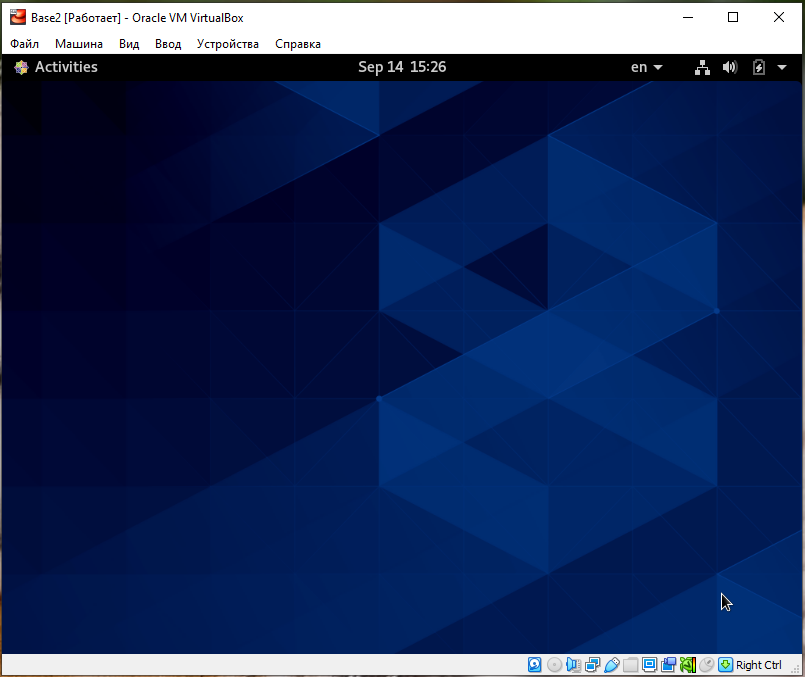 Base2 [Работает] - Oracle VM VirtualBox
Файл Машина Вид Ввод Устройства Справка
Activities Sep 14 15:26 en
Right Ctrl